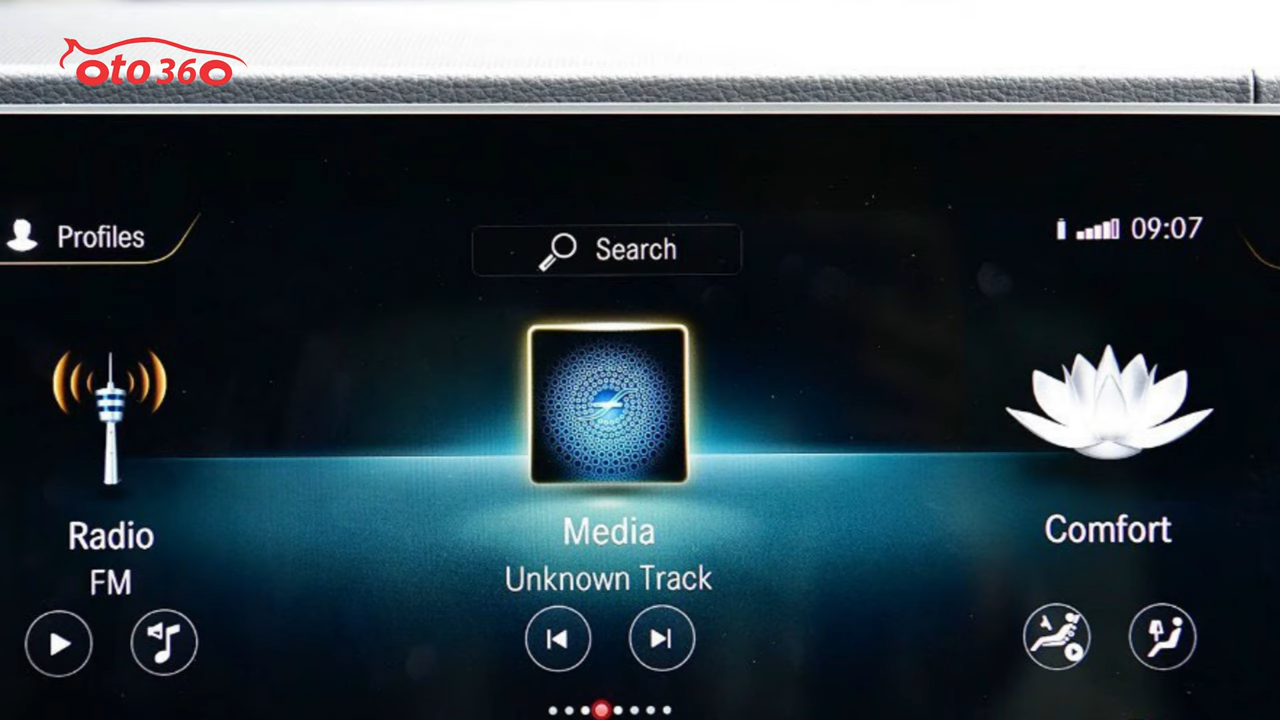 oto 360
Profiles
Search
09:07
Radio
FM
Media
Unknown Track
Comfort